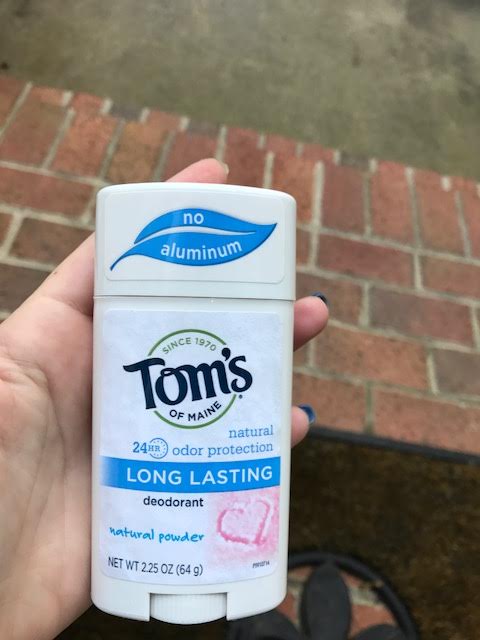 no
aluminum
SINCE 1970
Tom's
OF MAINE
natural
24HR odor protection
LONG LASTING
deodorant
natural powder
NET WT 2.25 OZ (64 g)